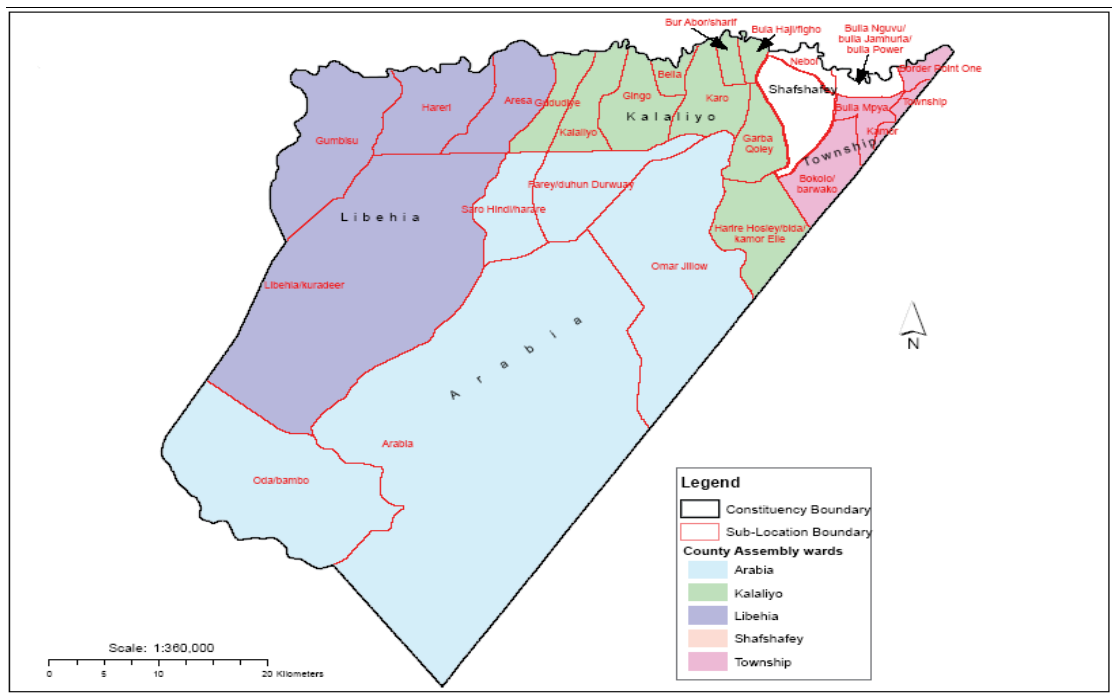 Bur Abor/sharif
Bula Haji/figho
Bulla Nguvu/
bulla Jamhuria/
bulla Power
Neboi
Border Point One
Shafshafey
Township
Bulla Mpya
Kamor
Township
Bokolo/
barwako
Bella
Gingo
Karo
Kalaliyo
Garba
Qoley
Gududiye
Kalaliyo
Aresa
Hareri
Gumbisu
Farey/duhun Durwuay
Saro Hindi/harare
Libehia
Harire Hosley/bida/
kamor Elle
Omar Jillow
Libehia/kuradeer
Arabia
Arabia
Oda/bambo
N
Legend
Constituency Boundary
Sub-Location Boundary
County Assembly wards
Arabia
Kalaliyo
Libehia
Shafshafey
Township
Scale: 1:360,000
0 5 10 20 Kilometers